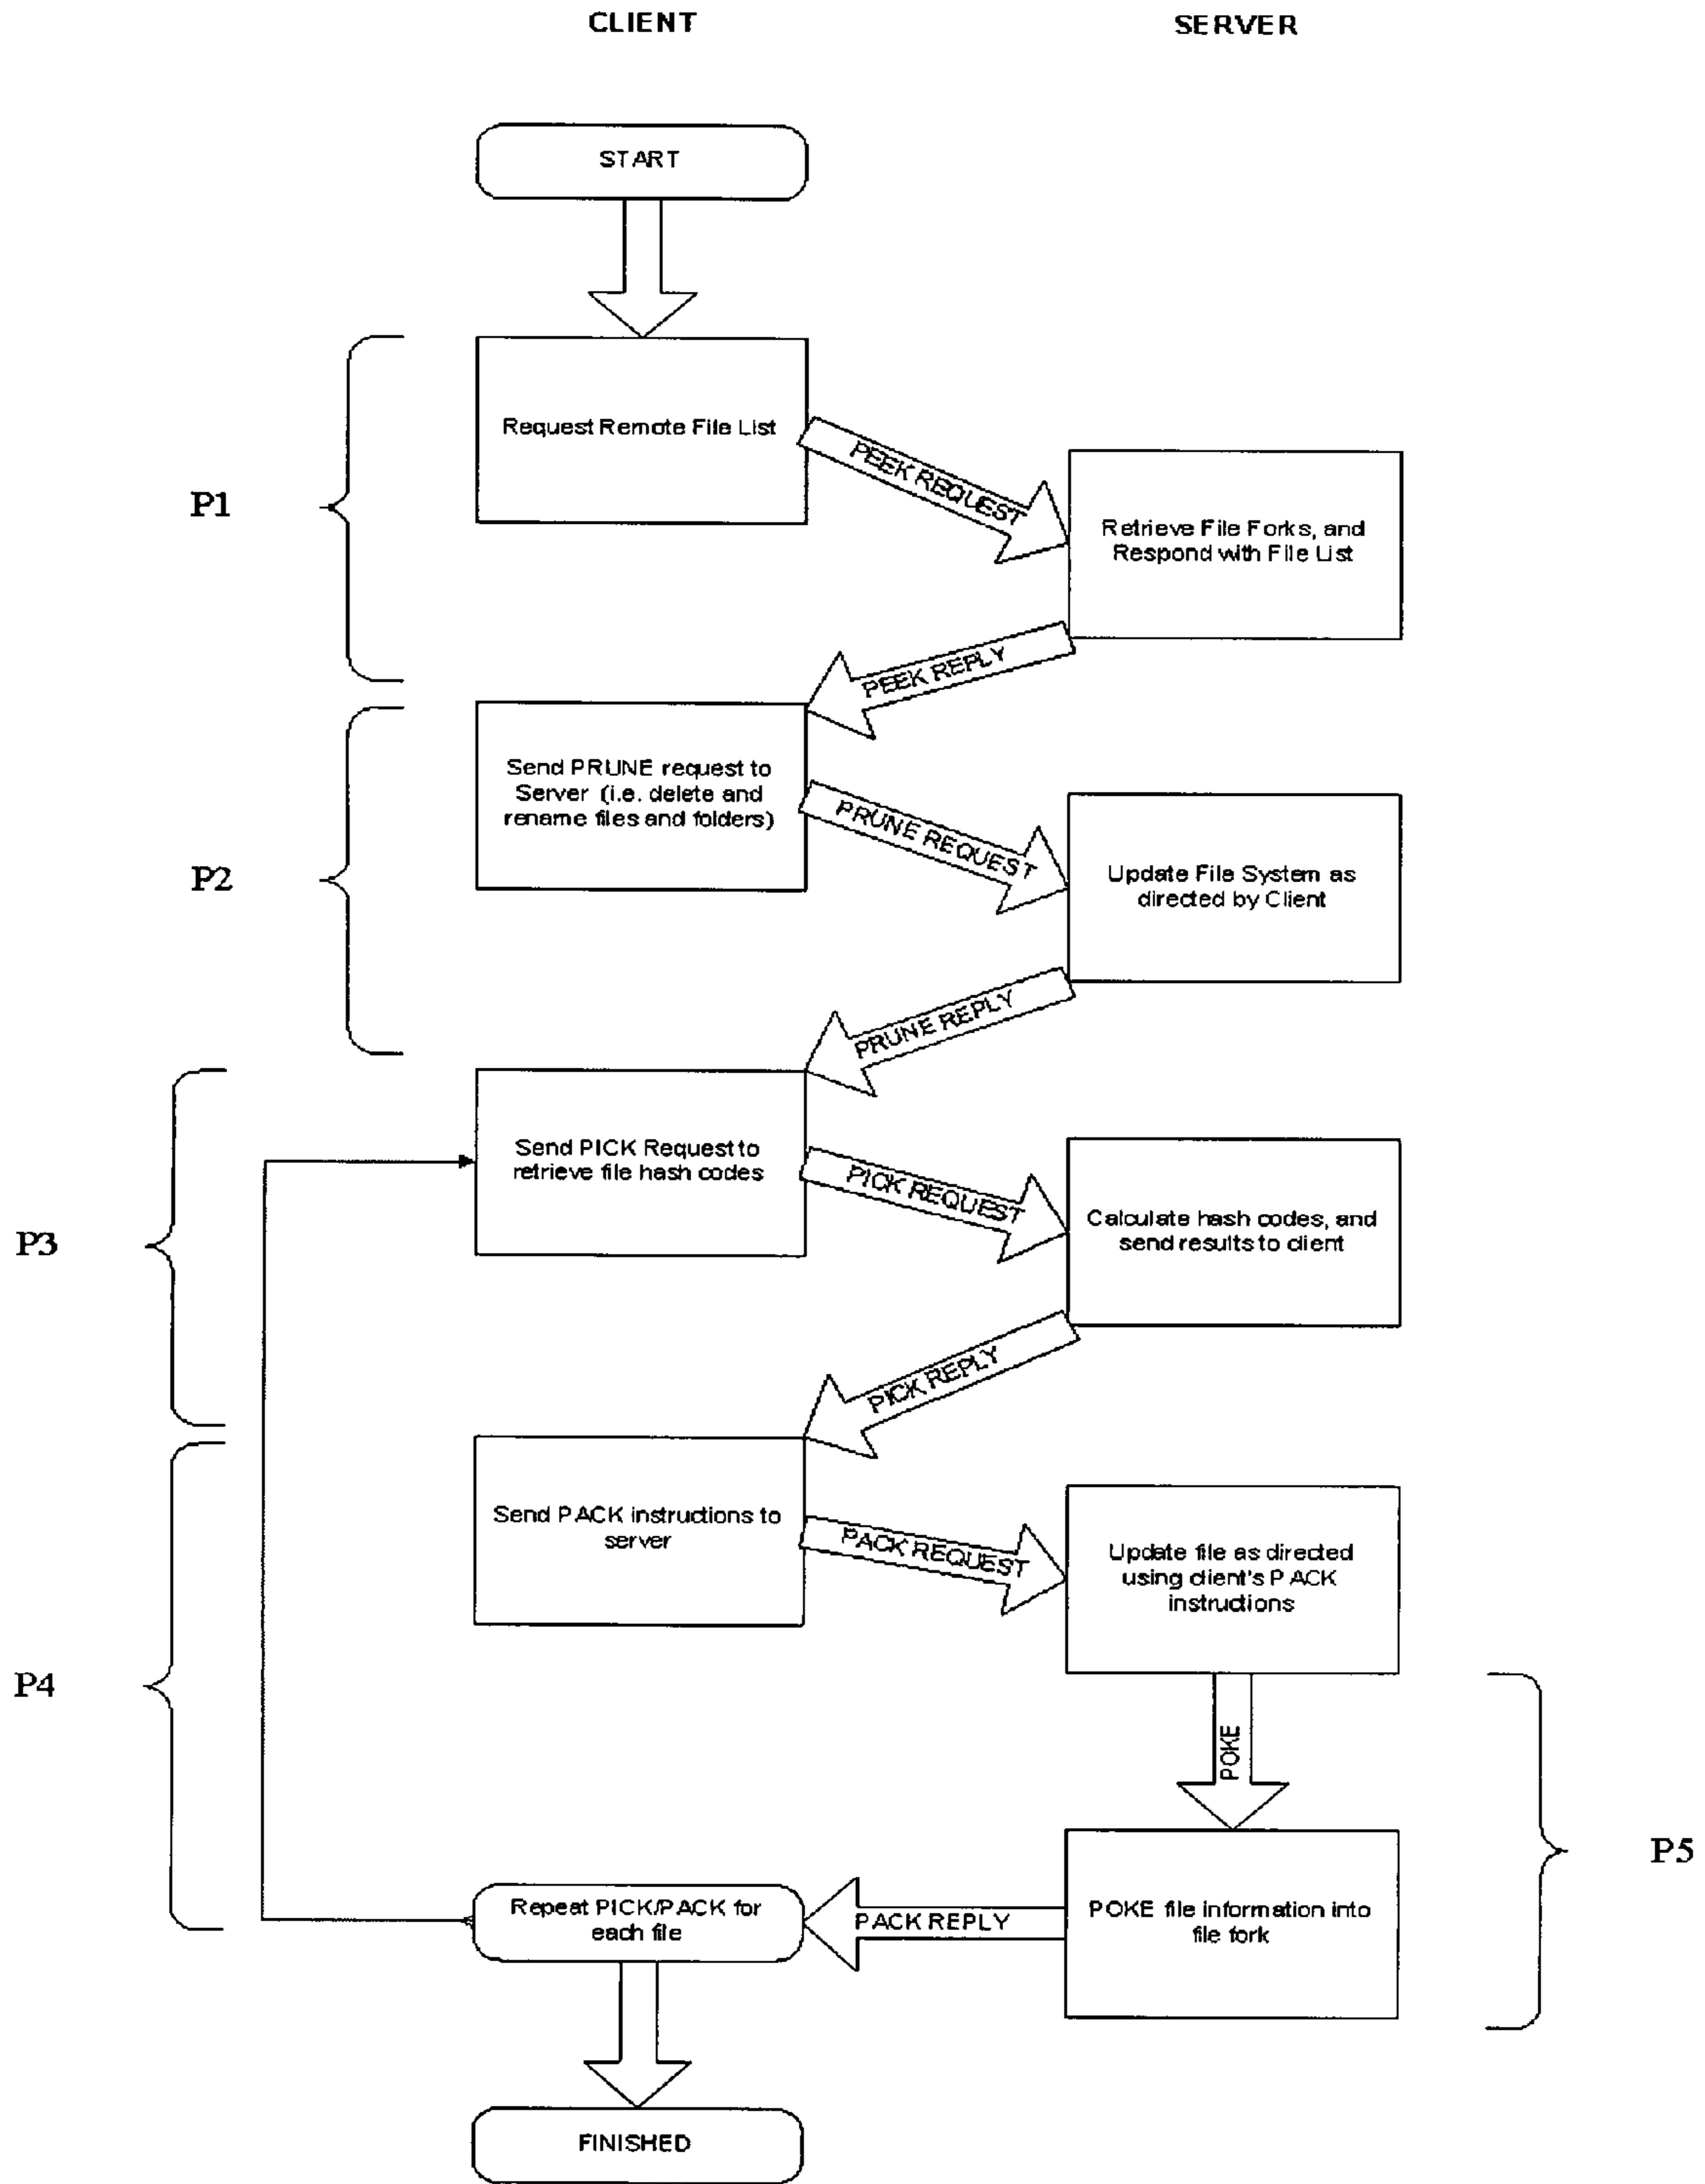 CLIENT
SERVER
START
Request Remote File List
PEEK REQUEST
P1
Retrieve File Forks, and
Respond with File List
PEEK REPLY
Send PRUNE request to
Server (i.e. delete and
rename files and folders)
PRUNE REQUEST
P2
Update File System as
directed by Client
PRUNE REPLY
Send PICK Request to
retrieve file hash codes
PICK REQUEST
P3
Calculate hash codes, and
send results to client
PICK REPLY
Send PACK instructions to
server
PACK REQUEST
Update file as directed
using client's PACK
instructions
P4
POKE
P5
Repeat PICK/PACK for
each file
PACK REPLY
POKE file information into
file fork
FINISHED